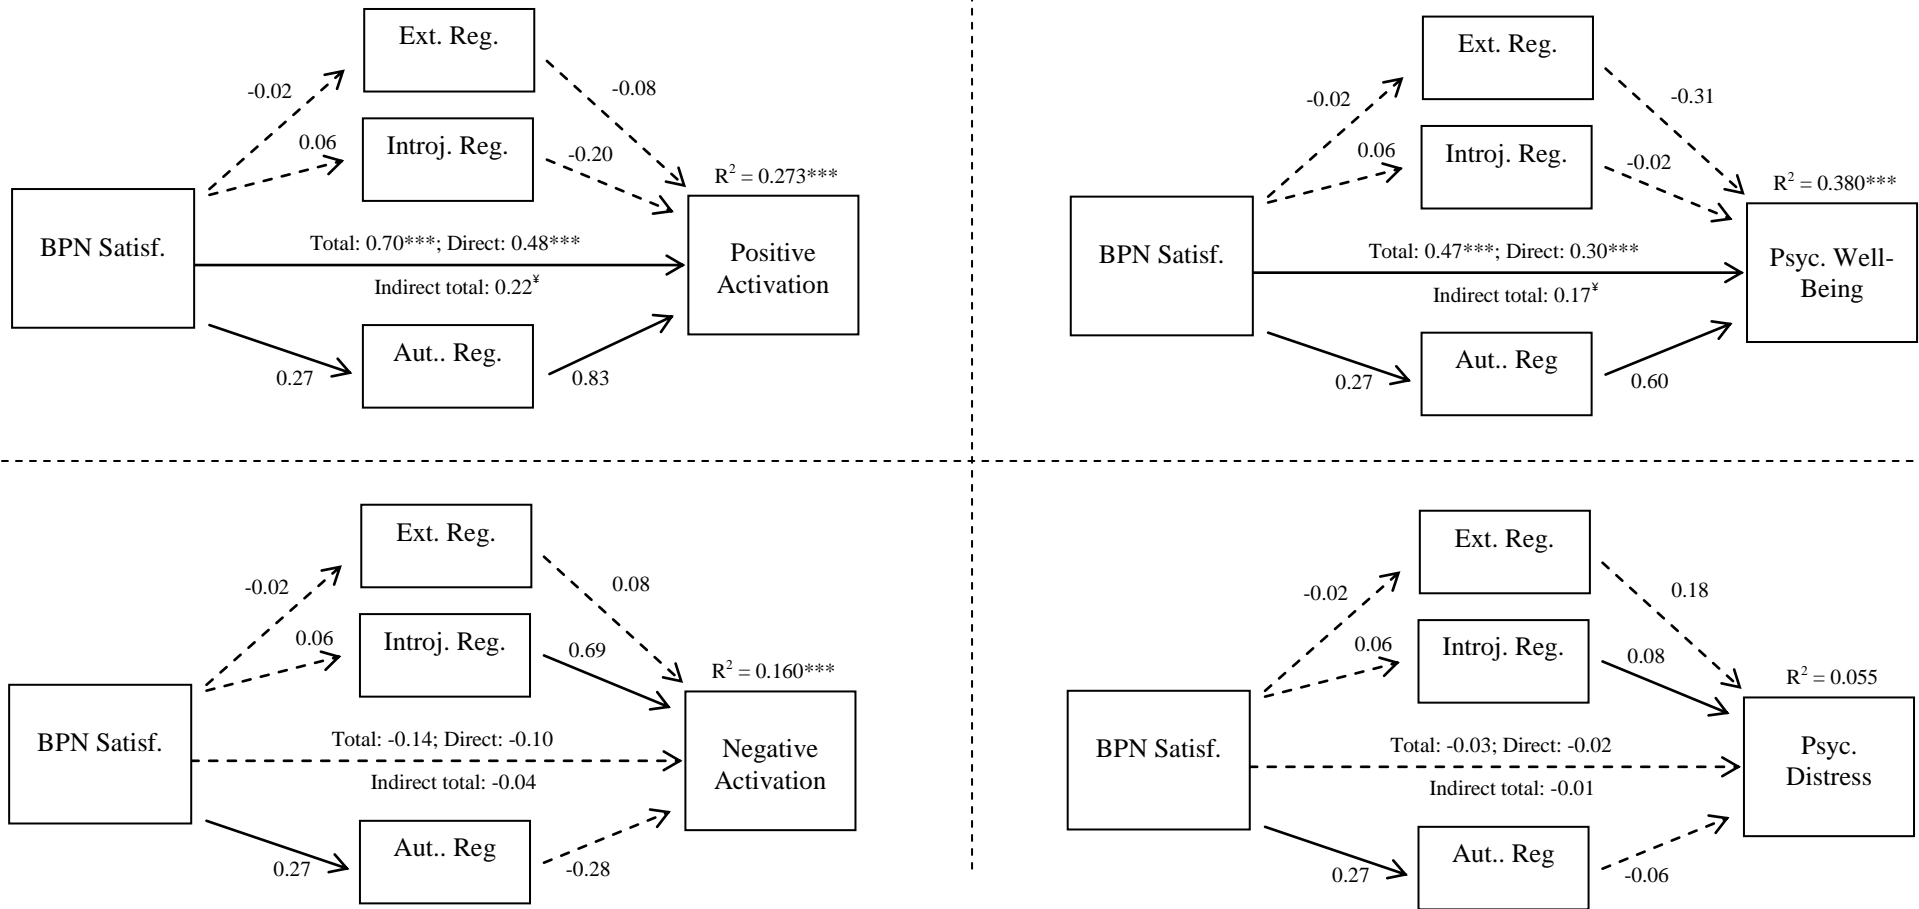 Ext. Reg.
-0.02
-0.08
Introj. Reg.
0.06
-0.20
R² = 0.273***
BPN Satisf.
Total: 0.70***; Direct: 0.48***
Indirect total: 0.22¥
Positive
Activation
Aut.. Reg.
0.27
0.83
Ext. Reg.
-0.02
-0.31
Introj. Reg.
0.06
-0.02
R² = 0.380***
BPN Satisf.
Total: 0.47***; Direct: 0.30***
Indirect total: 0.17¥
Psyc. Well-
Being
Aut.. Reg
0.27
0.60
Ext. Reg.
-0.02
0.08
Introj. Reg.
0.06
0.69
R² = 0.160***
BPN Satisf.
Total: -0.14; Direct: -0.10
Indirect total: -0.04
Negative
Activation
Aut.. Reg
0.27
-0.28
Ext. Reg.
-0.02
0.18
Introj. Reg.
0.06
0.08
R² = 0.055
BPN Satisf.
Total: -0.03; Direct: -0.02
Indirect total: -0.01
Psyc.
Distress
Aut.. Reg
0.27
-0.06